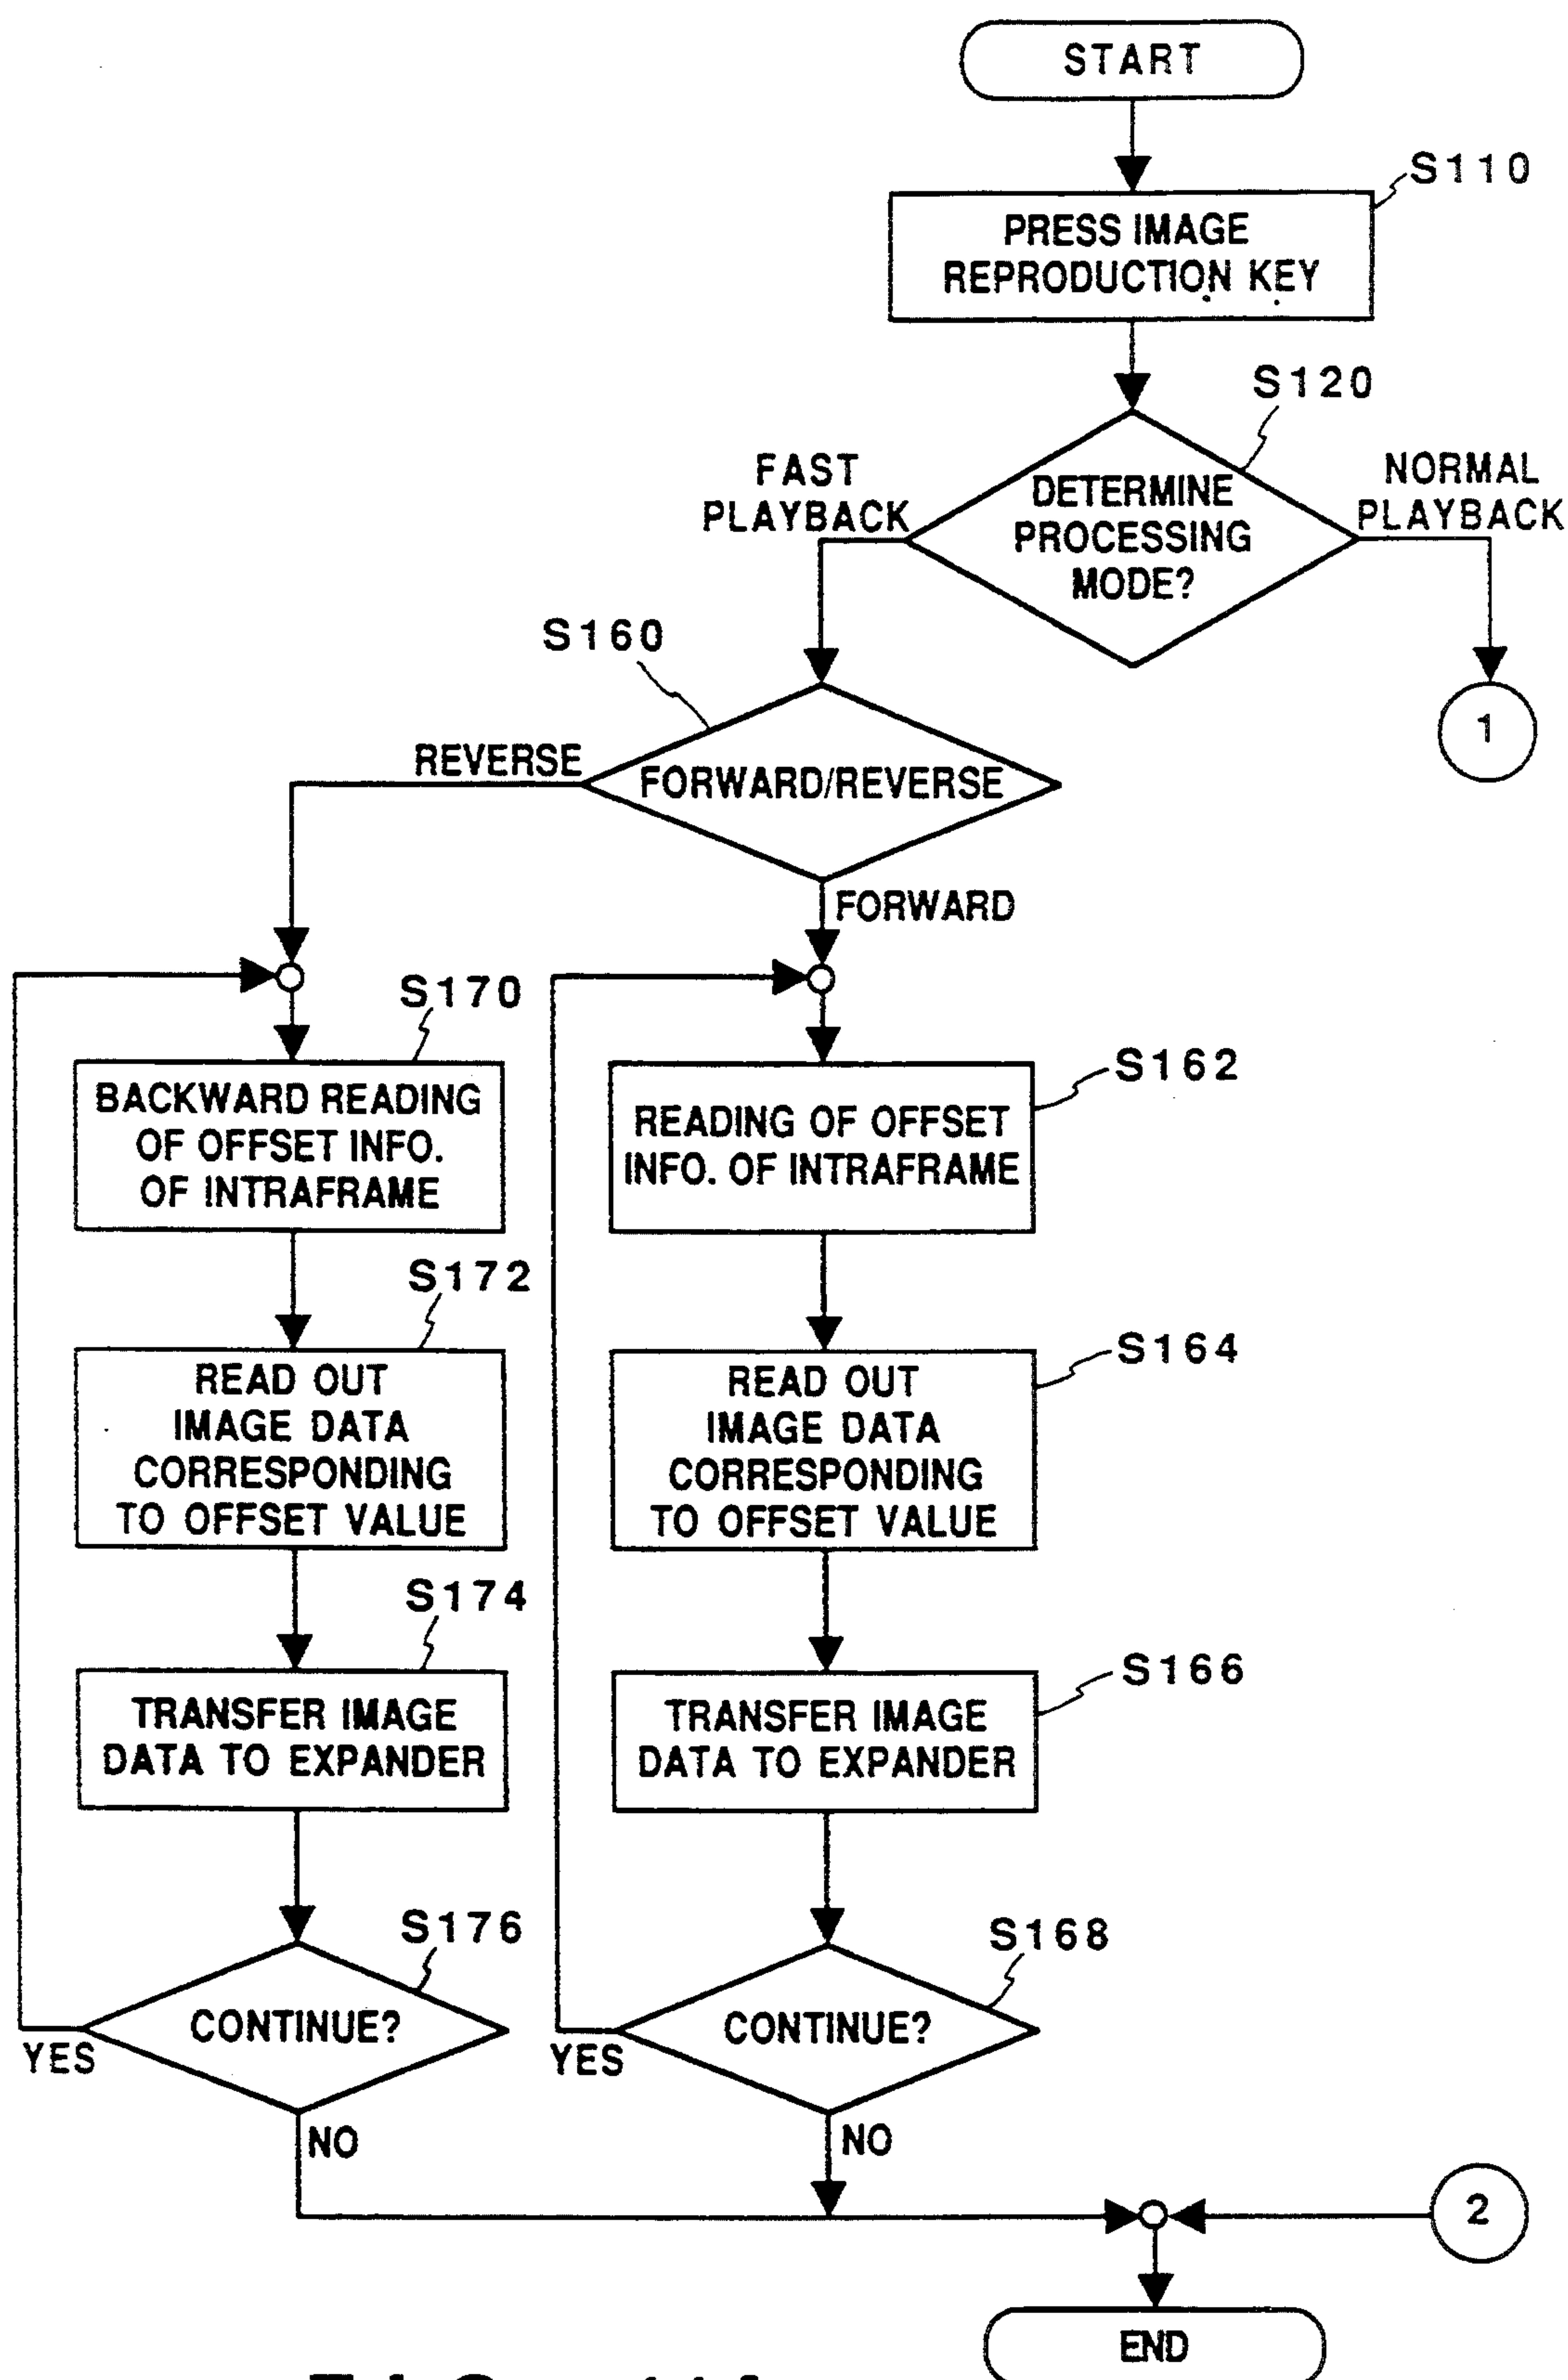 START
S110
PRESS IMAGE
REPRODUCTION KEY
S120
FAST
PLAYBACK
DETERMINE
PROCESSING
MODE?
NORMAL
PLAYBACK
S160
1
REVERSE
FORWARD/REVERSE
FORWARD
S170
BACKWARD READING
OF OFFSET INFO.
OF INTRAFRAME
S162
READING OF OFFSET
INFO. OF INTRAFRAME
S172
READ OUT
IMAGE DATA
CORRESPONDING
TO OFFSET VALUE
S164
READ OUT
IMAGE DATA
CORRESPONDING
TO OFFSET VALUE
S174
TRANSFER IMAGE
DATA TO EXPANDER
S166
TRANSFER IMAGE
DATA TO EXPANDER
S176
CONTINUE?
YES
NO
S168
CONTINUE?
YES
NO
2
END